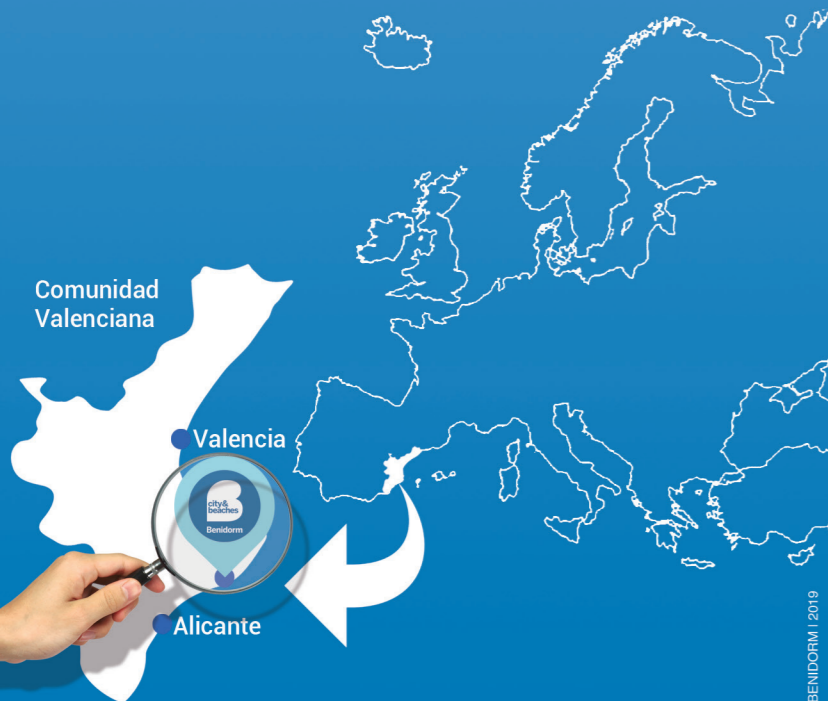 Comunidad
Valenciana
Valencia
city&
beaches
Benidorm
Alicante
BENIDORM | 2019